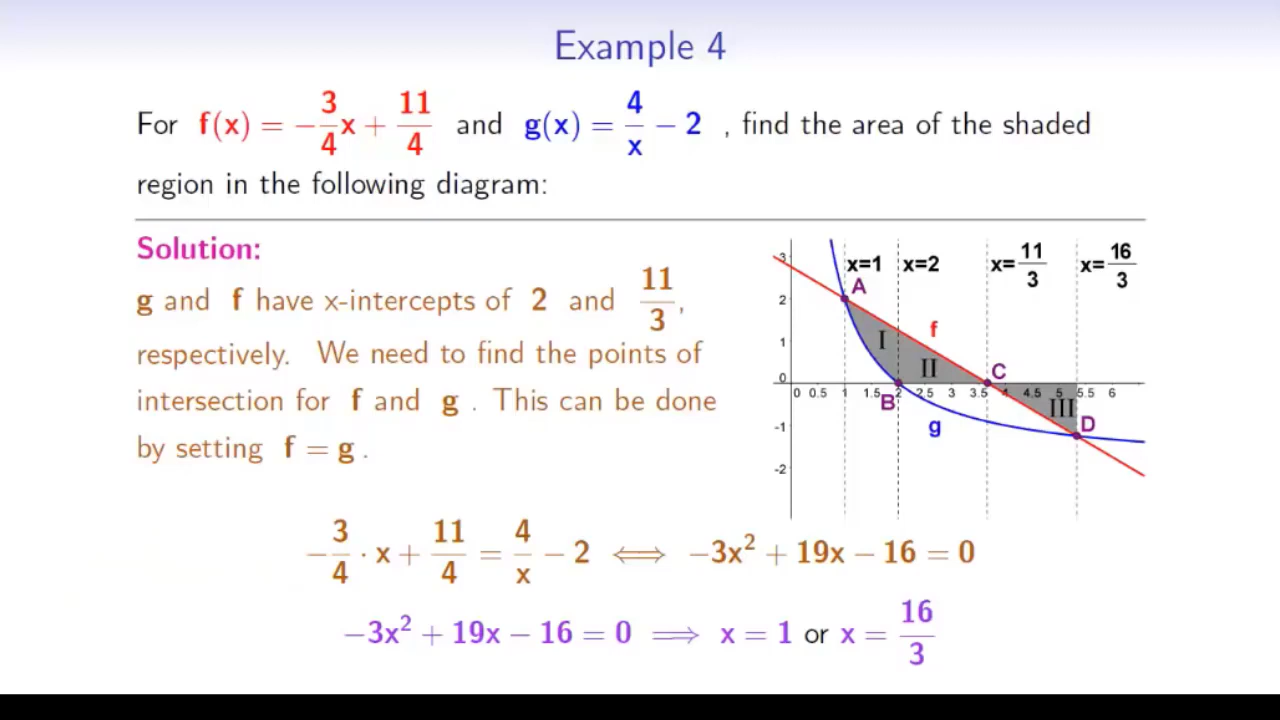 Example 4
For f(x) = −3/4 x + 11/4 and g(x) = 4/x − 2 , find the area of the shaded
region in the following diagram:
Solution:
g and f have x-intercepts of 2 and 11/3,
respectively. We need to find the points of
intersection for f and g . This can be done
by setting f = g .
x=1 x=2 x=11/3 x=16/3
3
2
1
0
-1
-2
0 0.5 1 1.5 2 2.5 3 4 4.5 5 5.5 6
A
B
C
D
f
g
I
II
III
−3/4 · x + 11/4 = 4/x − 2 ⟺ −3x² + 19x − 16 = 0
−3x² + 19x − 16 = 0 ⟹ x = 1 or x = 16/3